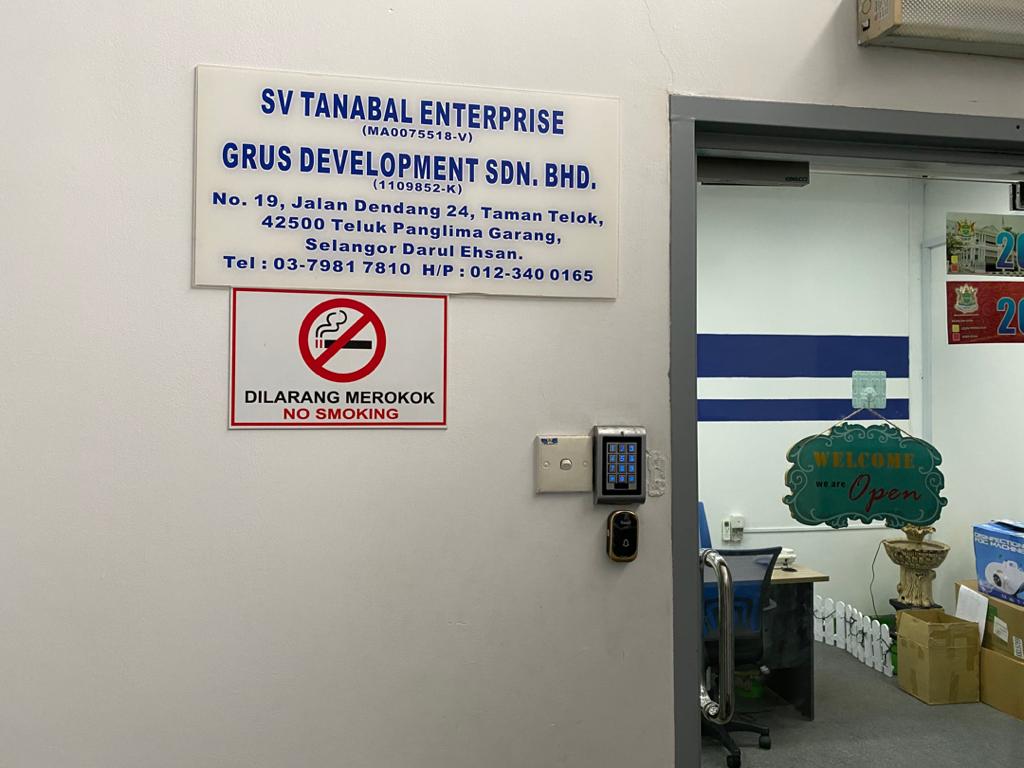 SV TANABAL ENTERPRISE
(MA0075518-V)
GRUS DEVELOPMENT SDN. BHD.
(1109852-K)
No. 19, Jalan Dendang 24, Taman Telok,
42500 Teluk Panglima Garang,
Selangor Darul Ehsan.
Tel : 03-7981 7810 H/P : 012-340 0165
DILARANG MEROKOK
NO SMOKING
WELCOME
we are Open